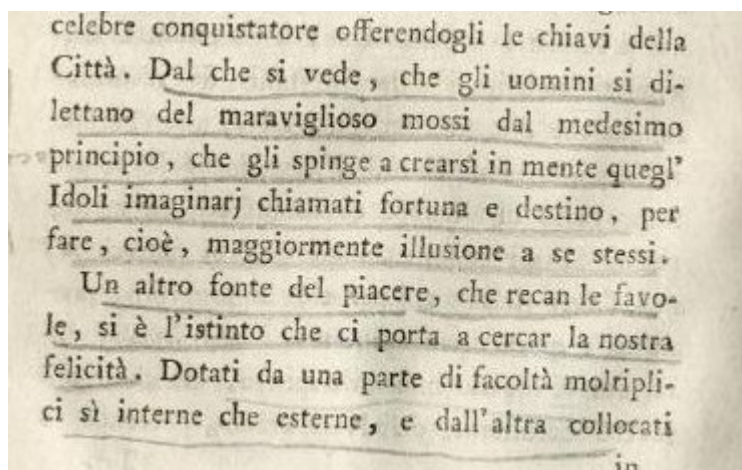 celebre conquistatore offerendogli le chiavi della
Città. Dal che si vede, che gli uomini si di-
lettano del maraviglioso mossi dal medesimo
principio, che gli spinge a crearsi in mente quegl'
Idoli imaginarj chiamati fortuna e destino, per
fare, cioè, maggiormente illusione a se stessi.
Un altro fonte del piacere, che recan le favo-
le, si è l'istinto che ci porta a cercar la nostra
felicità. Dotati da una parte di facoltà moltipli-
ci sì interne che esterne, e dall'altra collocati
in